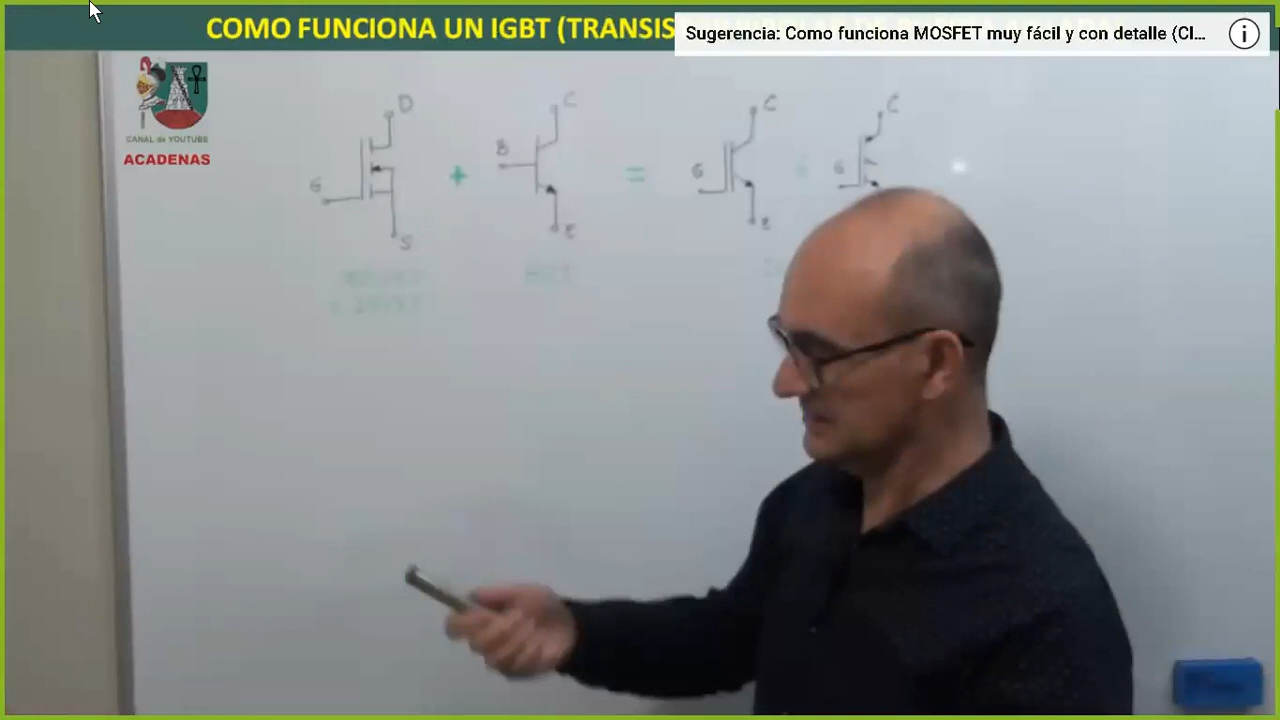 COMO FUNCIONA UN IGBT (TRANSIS
Sugerencia: Como funciona MOSFET muy fácil y con detalle (Cl...
CANAL de YOUTUBE
ACADENAS
D
G
S
+
C
B
E
=
C
G
E
C
G